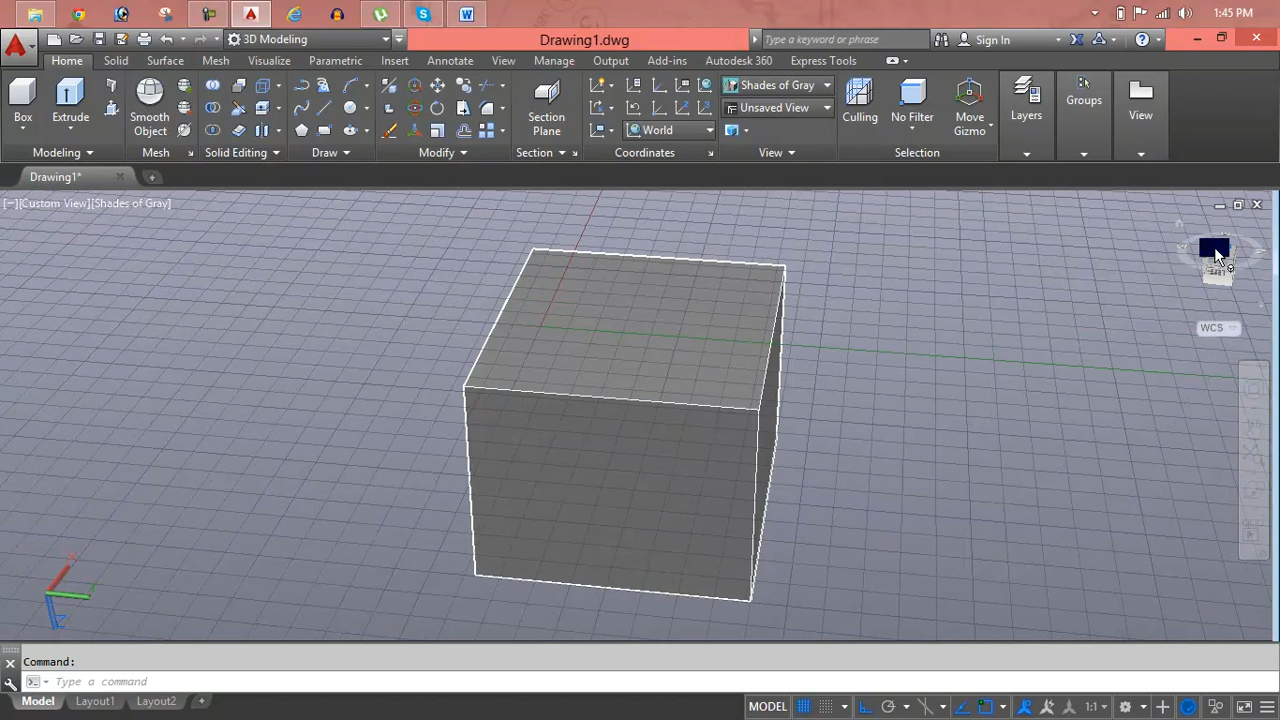 1:45 PM
3D Modeling
Drawing1.dwg
Type a keyword or phrase
Sign In
Home Solid Surface Mesh Visualize Parametric Insert Annotate View Manage Output Add-ins Autodesk 360 Express Tools
Box
Extrude
Smooth
Object
Section
Plane
World
Shades of Gray
Unsaved View
Culling
No Filter
Move
Gizmo
Layers
Groups
View
Modeling
Mesh
Solid Editing
Draw
Modify
Section
Coordinates
View
Selection
Drawing1*
[−][Custom View][Shades of Gray]
WCS
Command:
Type a command
Model Layout1 Layout2
MODEL
1:1